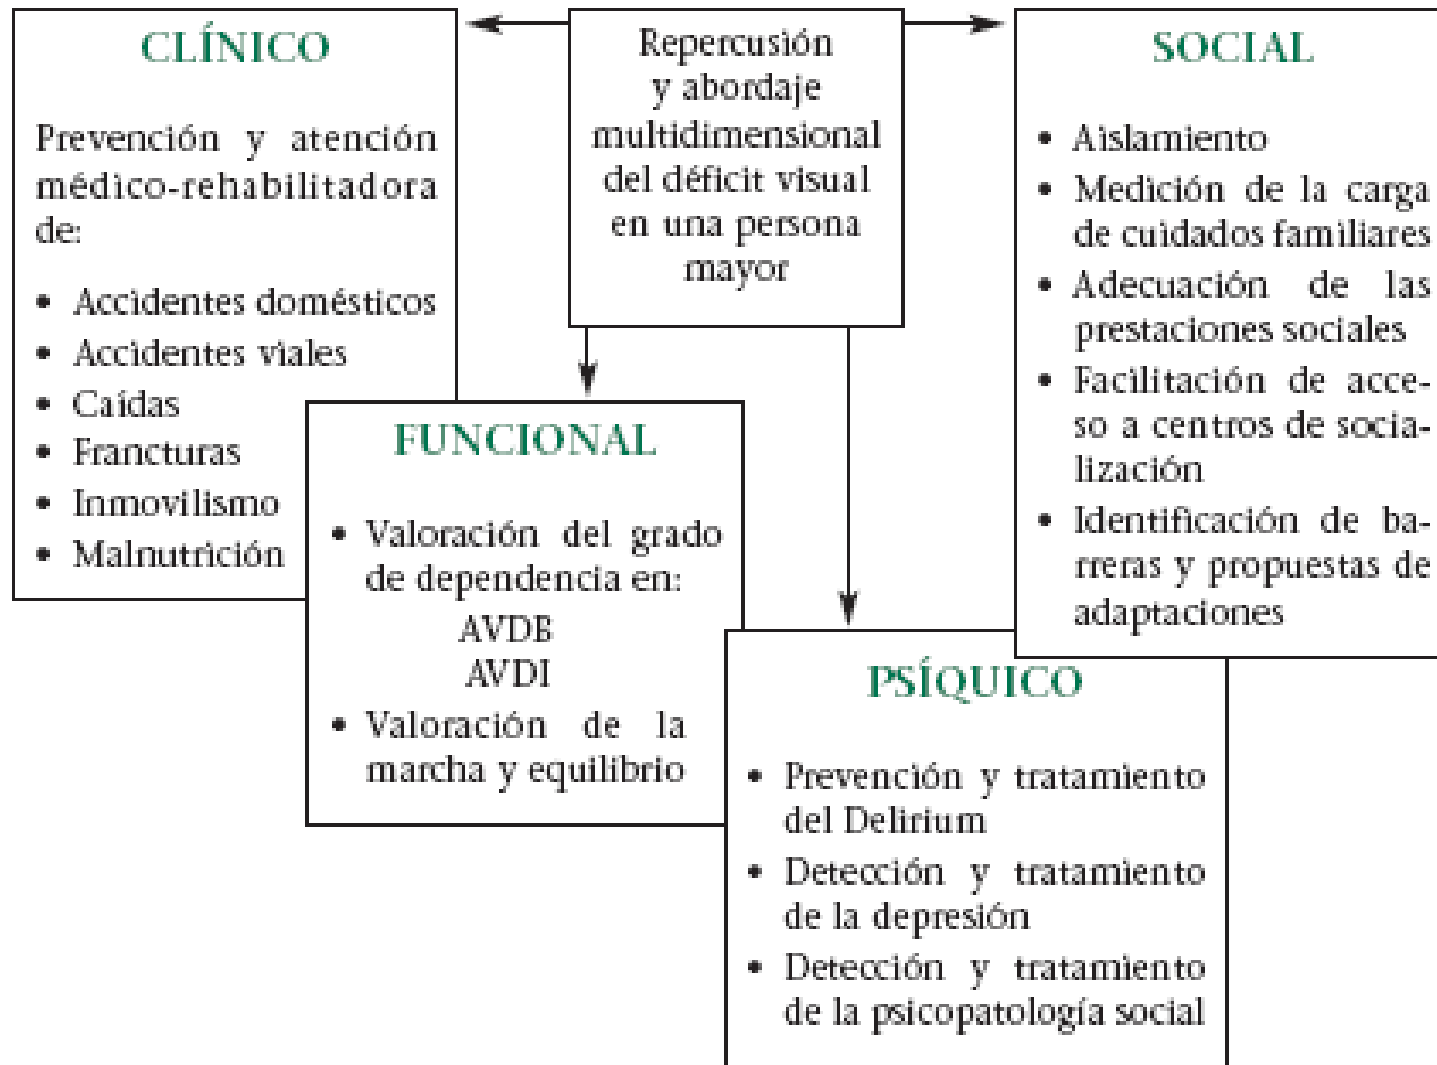 Repercusión
y abordaje
multidimensional
del déficit visual
en una persona
mayor
CLÍNICO
Prevención y atención
médico-rehabilitadora
de:
• Accidentes domésticos
• Accidentes viales
• Caídas
• Francturas
• Inmovilismo
• Malnutrición
FUNCIONAL
• Valoración del grado
de dependencia en:
AVDB
AVDI
• Valoración de la
marcha y equilibrio
PSÍQUICO
• Prevención y tratamiento
del Delirium
• Detección y tratamiento
de la depresión
• Detección y tratamiento
de la psicopatología social
SOCIAL
• Aislamiento
• Medición de la carga
de cuidados familiares
• Adecuación de las
prestaciones sociales
• Facilitación de acce-
so a centros de socia-
lización
• Identificación de ba-
rreras y propuestas de
adaptaciones